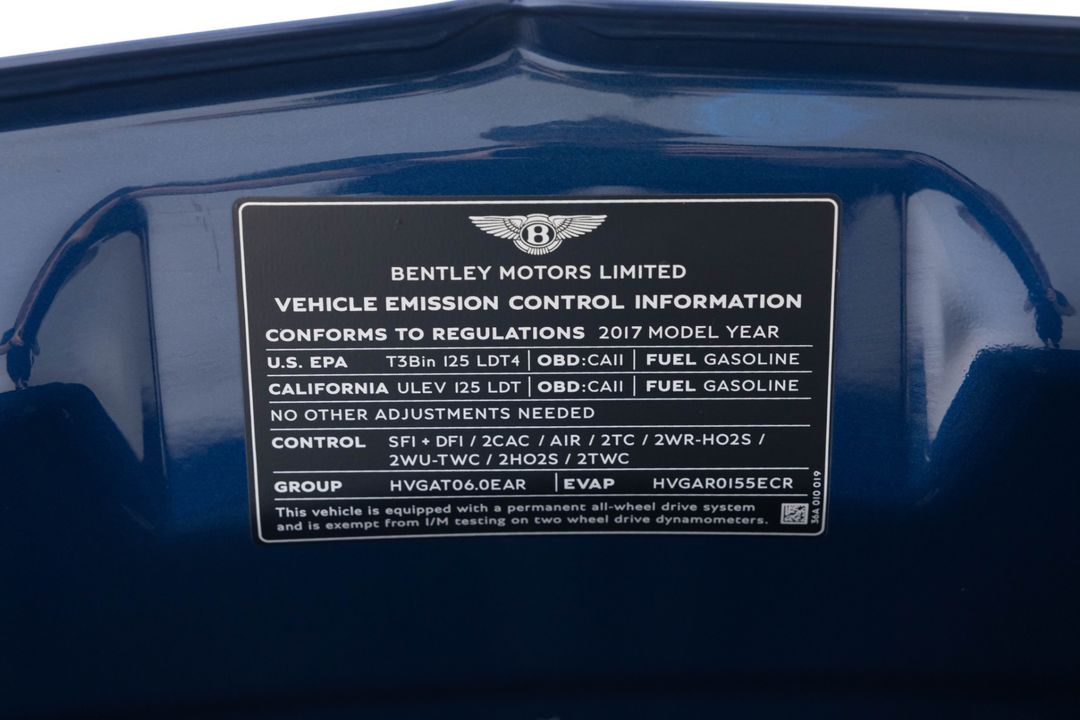 B
BENTLEY MOTORS LIMITED
VEHICLE EMISSION CONTROL INFORMATION
CONFORMS TO REGULATIONS 2017 MODEL YEAR
U.S. EPA T3Bin 125 LDT4 | OBD:CAII | FUEL GASOLINE
CALIFORNIA ULEV 125 LDT | OBD:CAII | FUEL GASOLINE
NO OTHER ADJUSTMENTS NEEDED
CONTROL SFI + DFI / 2CAC / AIR / 2TC / 2WR-HO2S /
2WU-TWC / 2HO2S / 2TWC
GROUP HVGAT06.0EAR | EVAP HVGAR0155ECR
This vehicle is equipped with a permanent all-wheel drive system
and is exempt from I/M testing on two wheel drive dynamometers.
36A 010 019